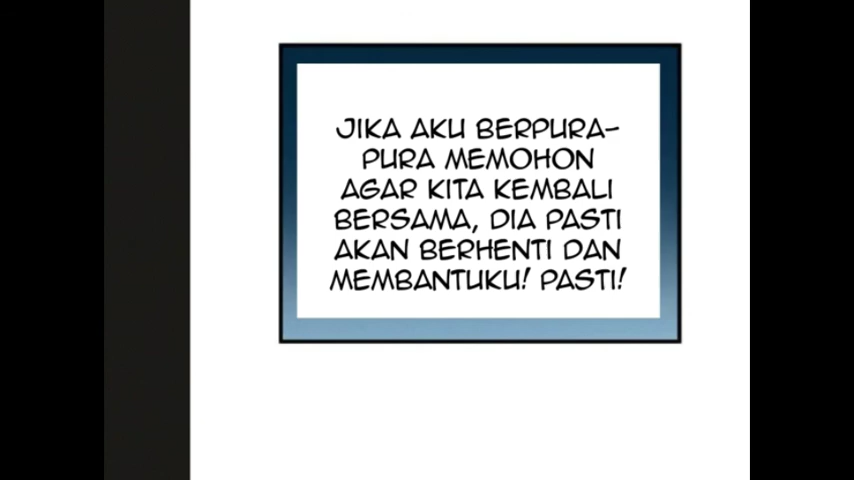 JIKA AKU BERPURA-
PURA MEMOHON
AGAR KITA KEMBALI
BERSAMA, DIA PASTI
AKAN BERHENTI DAN
MEMBANTUKU! PASTI!